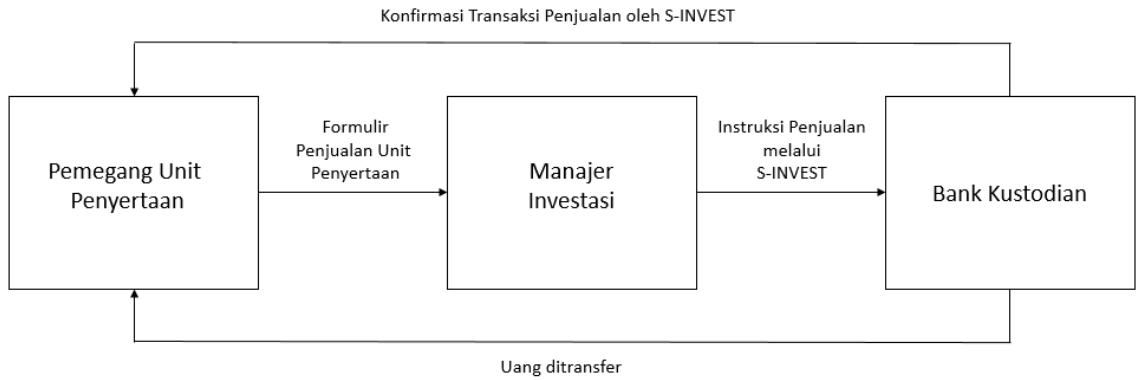 Konfirmasi Transaksi Penjualan oleh S-INVEST
Pemegang Unit
Penyertaan
Formulir
Penjualan Unit
Penyertaan
Manajer
Investasi
Instruksi Penjualan
melalui
S-INVEST
Bank Kustodian
Uang ditransfer